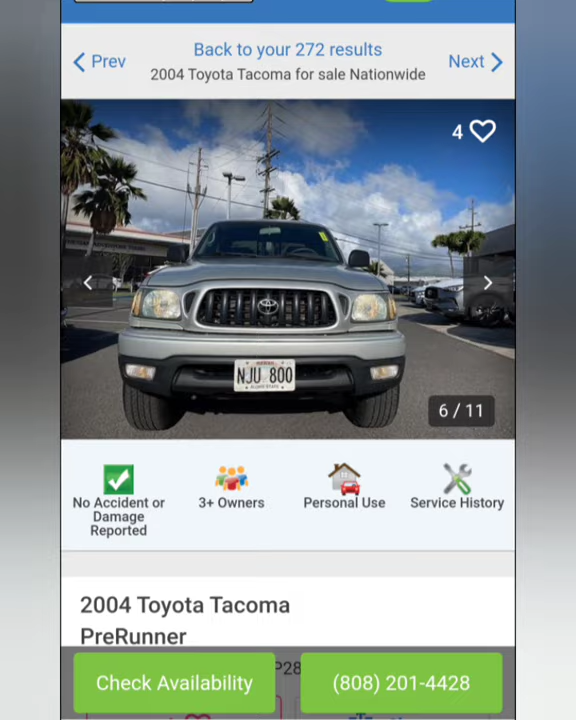 Back to your 272 results
Prev
Next
2004 Toyota Tacoma for sale Nationwide
4
NJU 800
6 / 11
No Accident or
Damage
Reported
3+ Owners
Personal Use
Service History
2004 Toyota Tacoma
PreRunner
P28
Check Availability
(808) 201-4428